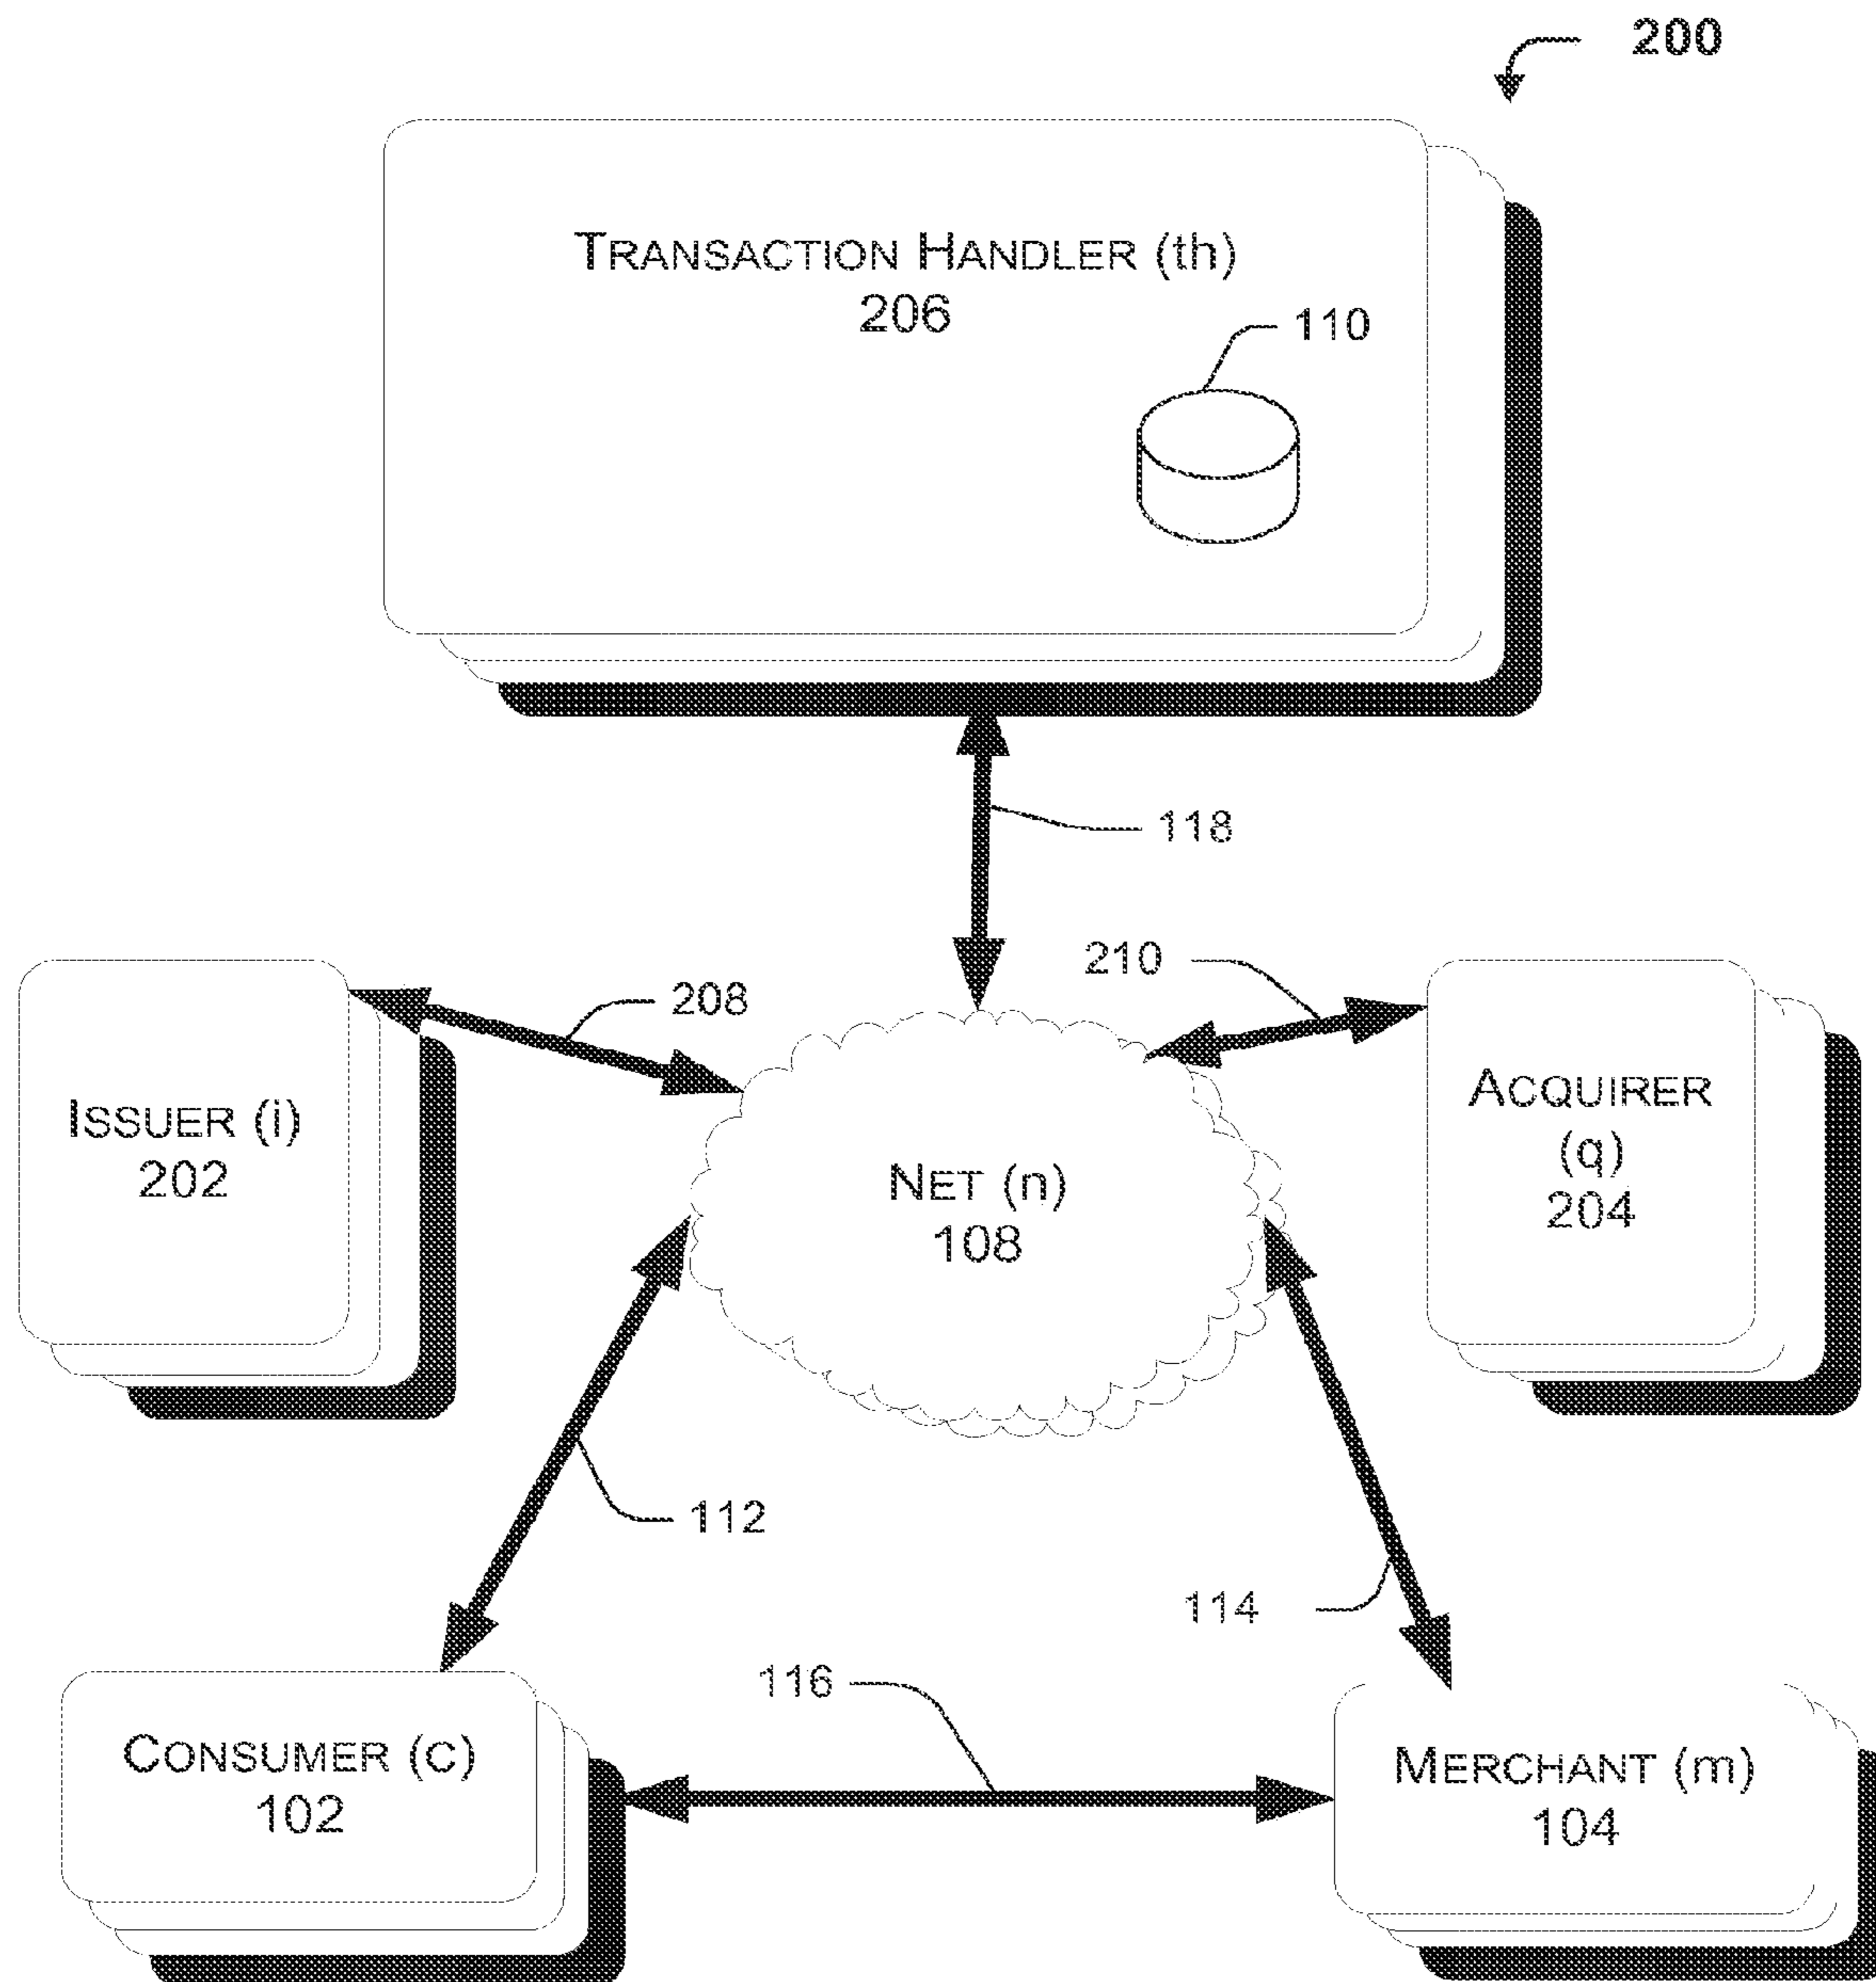 200
TRANSACTION HANDLER (th)
206
110
118
210
208
ISSUER (i)
202
ACQUIRER
(q)
204
NET (n)
108
112
114
116
CONSUMER (c)
102
MERCHANT (m)
104